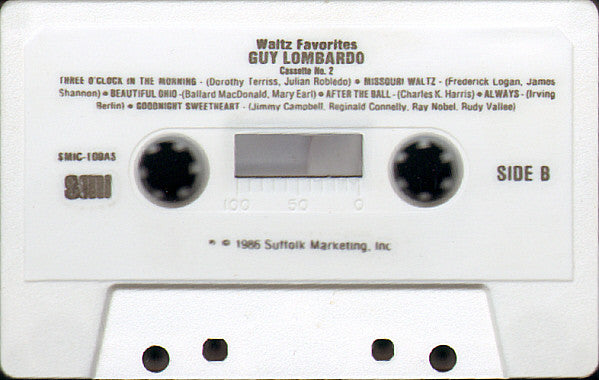 Waltz Favorites
GUY LOMBARDO
Cassette No. 2
THREE O'CLOCK IN THE MORNING - (Dorothy Terriss, Julian Robledo) • MISSOURI WALTZ - (Frederick Logan, James
Shannon) • BEAUTIFUL OHIO - (Ballard MacDonald, Mary Earl) • AFTER THE BALL - (Charles K. Harris) • ALWAYS - (Irving
Berlin) • GOODNIGHT SWEETHEART - (Jimmy Campbell, Reginald Connelly, Ray Nobel, Rudy Vallee)
SMIC-100AS
SMI
SIDE B
100 50 0
℗ © 1986 Suffolk Marketing, Inc